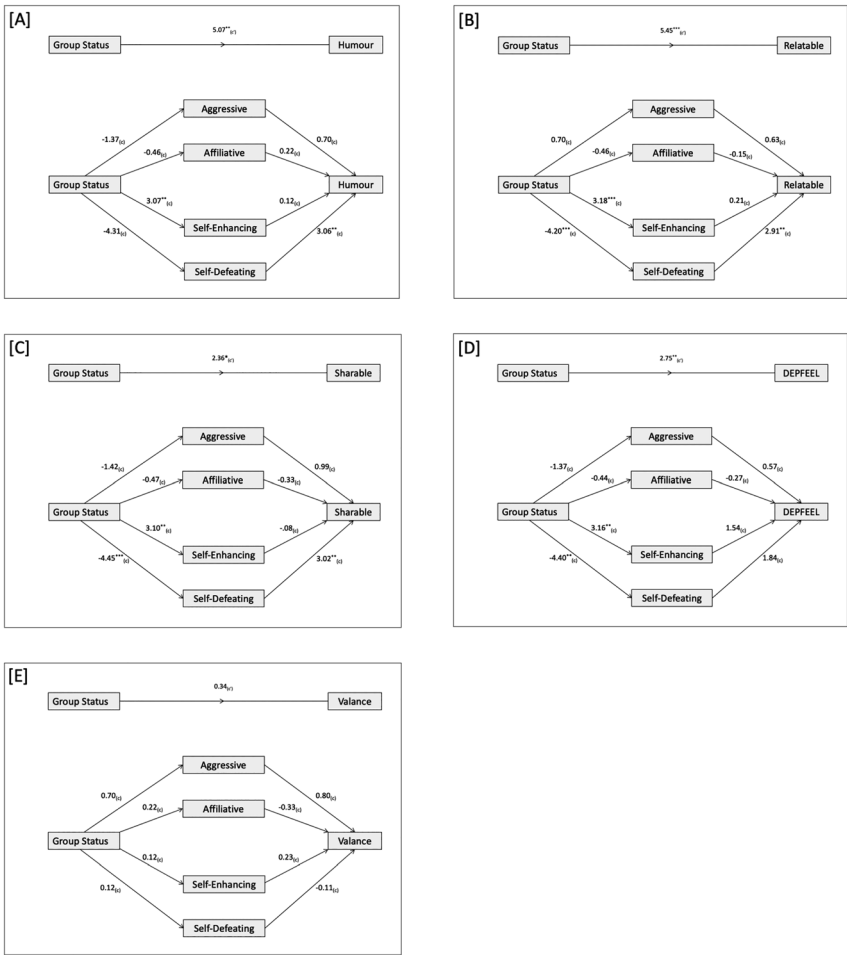 [A]
5.07**(c')
Group Status Humour
Aggressive
-1.37(c) 0.70(c)
-0.46(c) Affiliative 0.22(c)
Group Status Humour
3.07**(c) 0.12(c)
Self-Enhancing
-4.31(c) 3.06**(c)
Self-Defeating
[B]
5.45***(c')
Group Status Relatable
Aggressive
0.70(c) 0.63(c)
-0.46(c) Affiliative -0.15(c)
Group Status Relatable
3.18***(c) 0.21(c)
Self-Enhancing
-4.20***(c) 2.91**(c)
Self-Defeating
[C]
2.36*(c')
Group Status Sharable
Aggressive
-1.42(c) 0.99(c)
-0.47(c) Affiliative -0.33(c)
Group Status Sharable
3.10**(c) -.08(c)
Self-Enhancing
-4.45***(c) 3.02**(c)
Self-Defeating
[D]
2.75**(c')
Group Status DEPFEEL
Aggressive
-1.37(c) 0.57(c)
-0.44(c) Affiliative -0.27(c)
Group Status DEPFEEL
3.16**(c) 1.54(c)
Self-Enhancing
-4.40**(c) 1.84(c)
Self-Defeating
[E]
0.34(c')
Group Status Valance
Aggressive
0.70(c) 0.80(c)
0.22(c) Affiliative -0.33(c)
Group Status Valance
0.12(c) 0.23(c)
Self-Enhancing
0.12(c) -0.11(c)
Self-Defeating